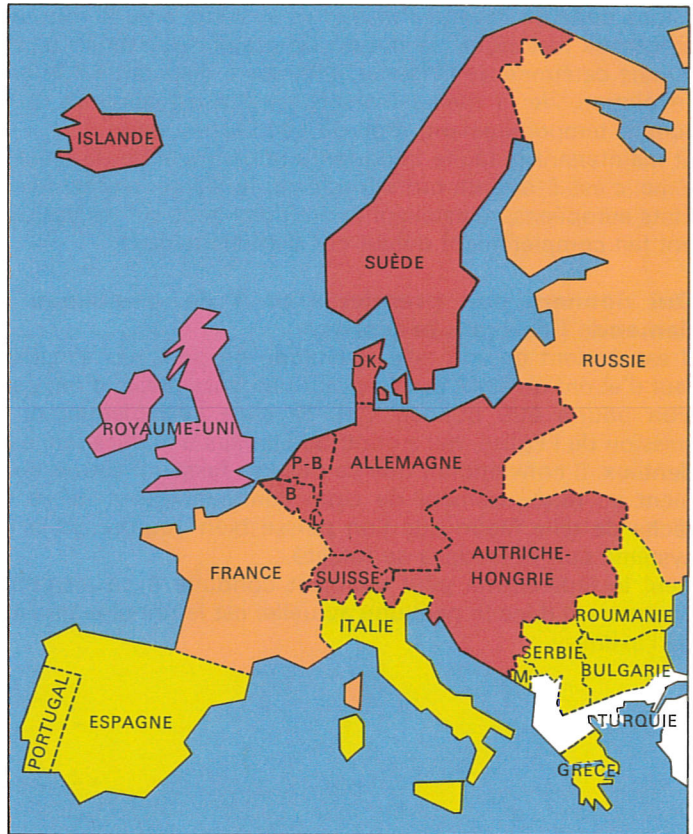 ISLANDE
SUÈDE
DK
RUSSIE
ROYAUME-UNI
P-B
ALLEMAGNE
B
L
AUTRICHE-
HONGRIE
FRANCE
SUISSE
ITALIE
ROUMANIE
SERBIE
BULGARIE
M
PORTUGAL
ESPAGNE
TURQUIE
GRÈCE